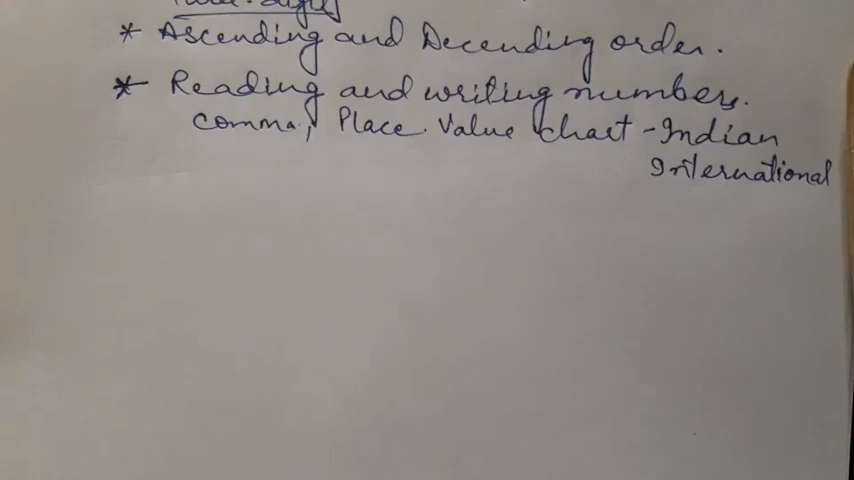 * Ascending and Decending order.
* Reading and writing numbers.
comma, Place Value chart - Indian
International